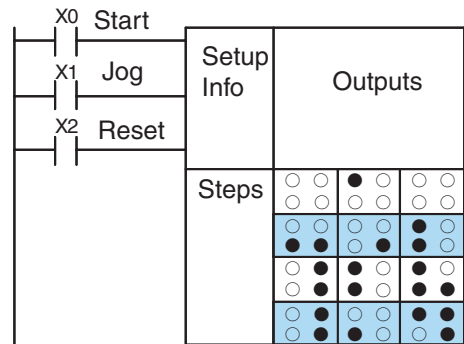 X0 Start
X1 Jog
X2 Reset
Setup
Info
Outputs
Steps